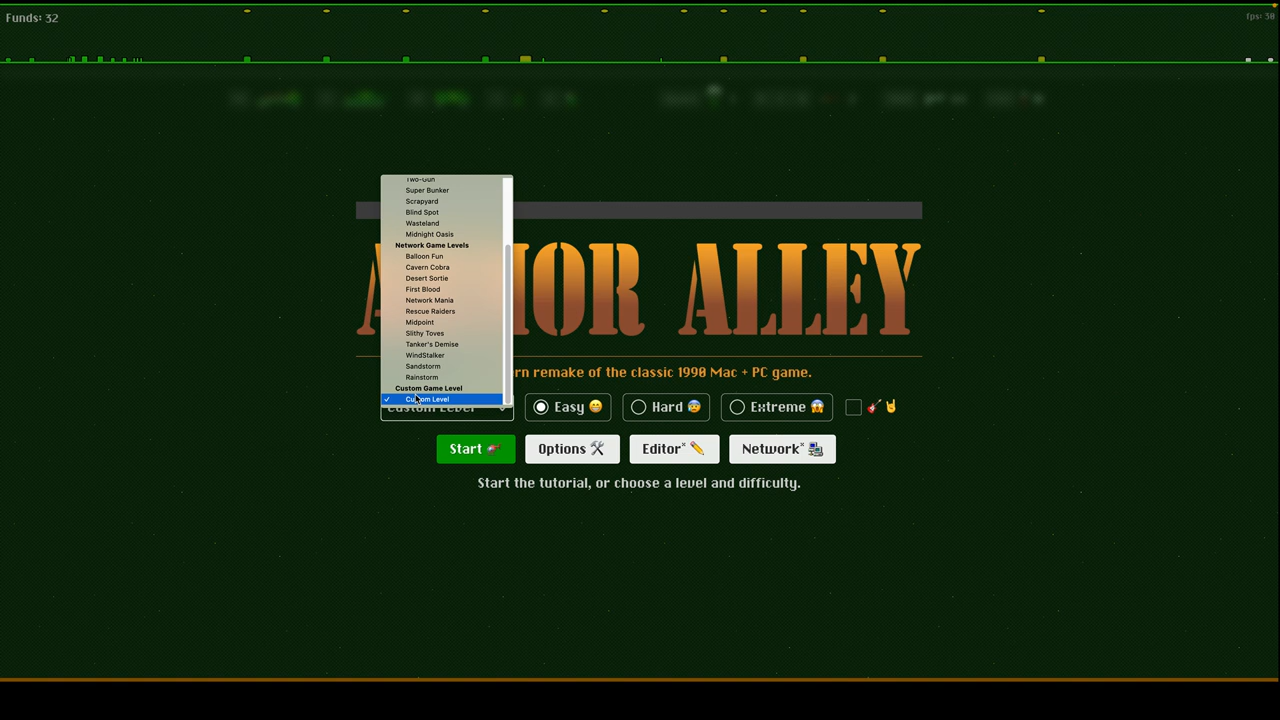 Funds: 32
fps: 30
Two-Gun
Super Bunker
Scrapyard
Blind Spot
Wasteland
Midnight Oasis
Network Game Levels
Balloon Fun
Cavern Cobra
Desert Sortie
First Blood
Network Mania
Rescue Raiders
Midpoint
Slithy Toves
Tanker's Demise
WindStalker
Sandstorm
Rainstorm
Custom Game Level
✓ Custom Level
ALLEY
remake of the classic 1990 Mac + PC game.
Custom Level
Easy 😁
Hard 😰
Extreme 😱
🎸🤘
Start 🚁
Options 🛠️
Editor* ✏️
Network* 🖧
Start the tutorial, or choose a level and difficulty.